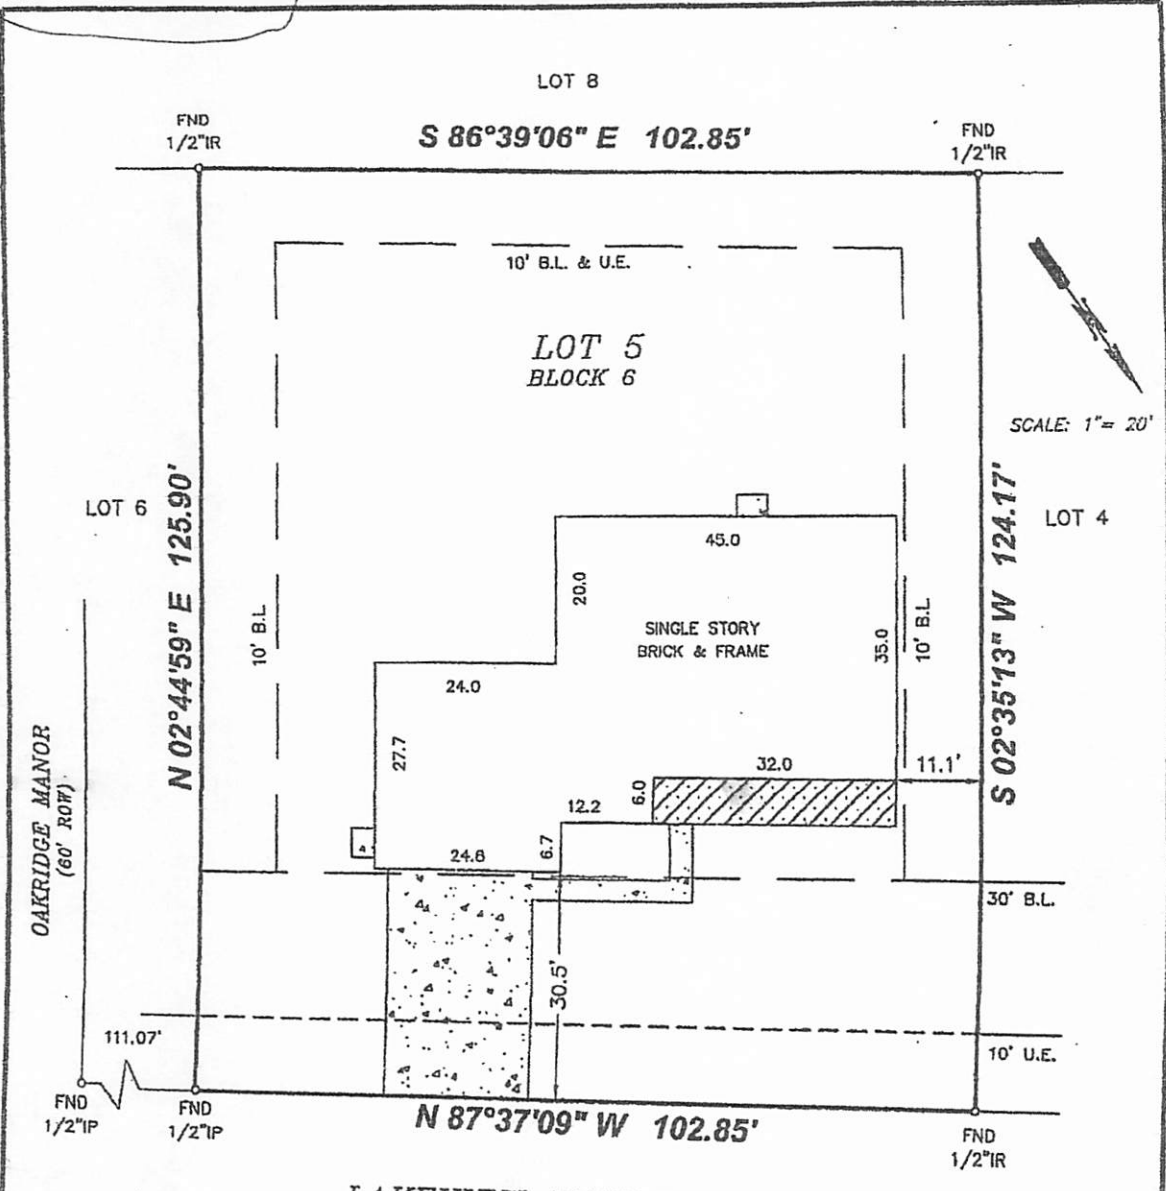 LOT 8
FND
1/2"IR
S 86°39'06" E 102.85'
FND
1/2"IR
10' B.L. & U.E.
LOT 5
BLOCK 6
SCALE: 1"= 20'
LOT 6
N 02°44'59" E 125.90'
S 02°35'13" W 124.17'
LOT 4
45.0
20.0
SINGLE STORY
BRICK & FRAME
35.0
10' B.L.
10' B.L.
24.0
27.7
32.0
11.1'
6.0
12.2
6.7
24.8
OAKRIDGE MANOR
(60' ROW)
30' B.L.
30.5'
111.07'
10' U.E.
FND
1/2"IP
FND
1/2"IP
N 87°37'09" W 102.85'
FND
1/2"IR